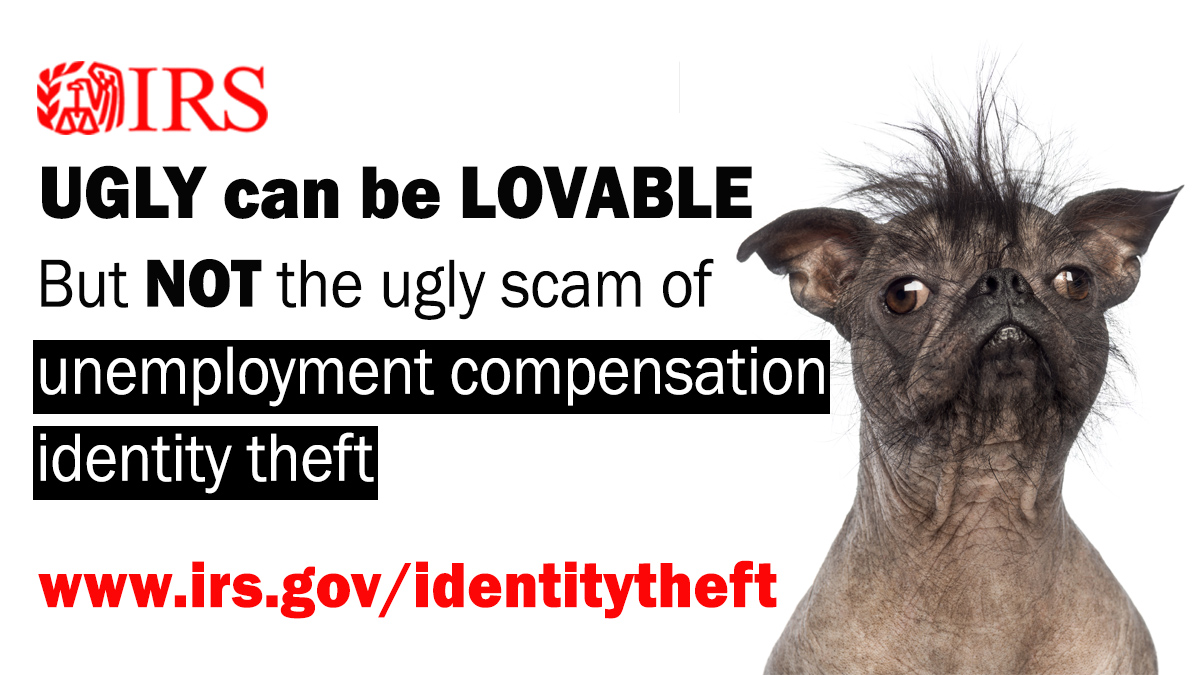 IRS
UGLY can be LOVABLE
But NOT the ugly scam of
unemployment compensation
identity theft
www.irs.gov/identitytheft